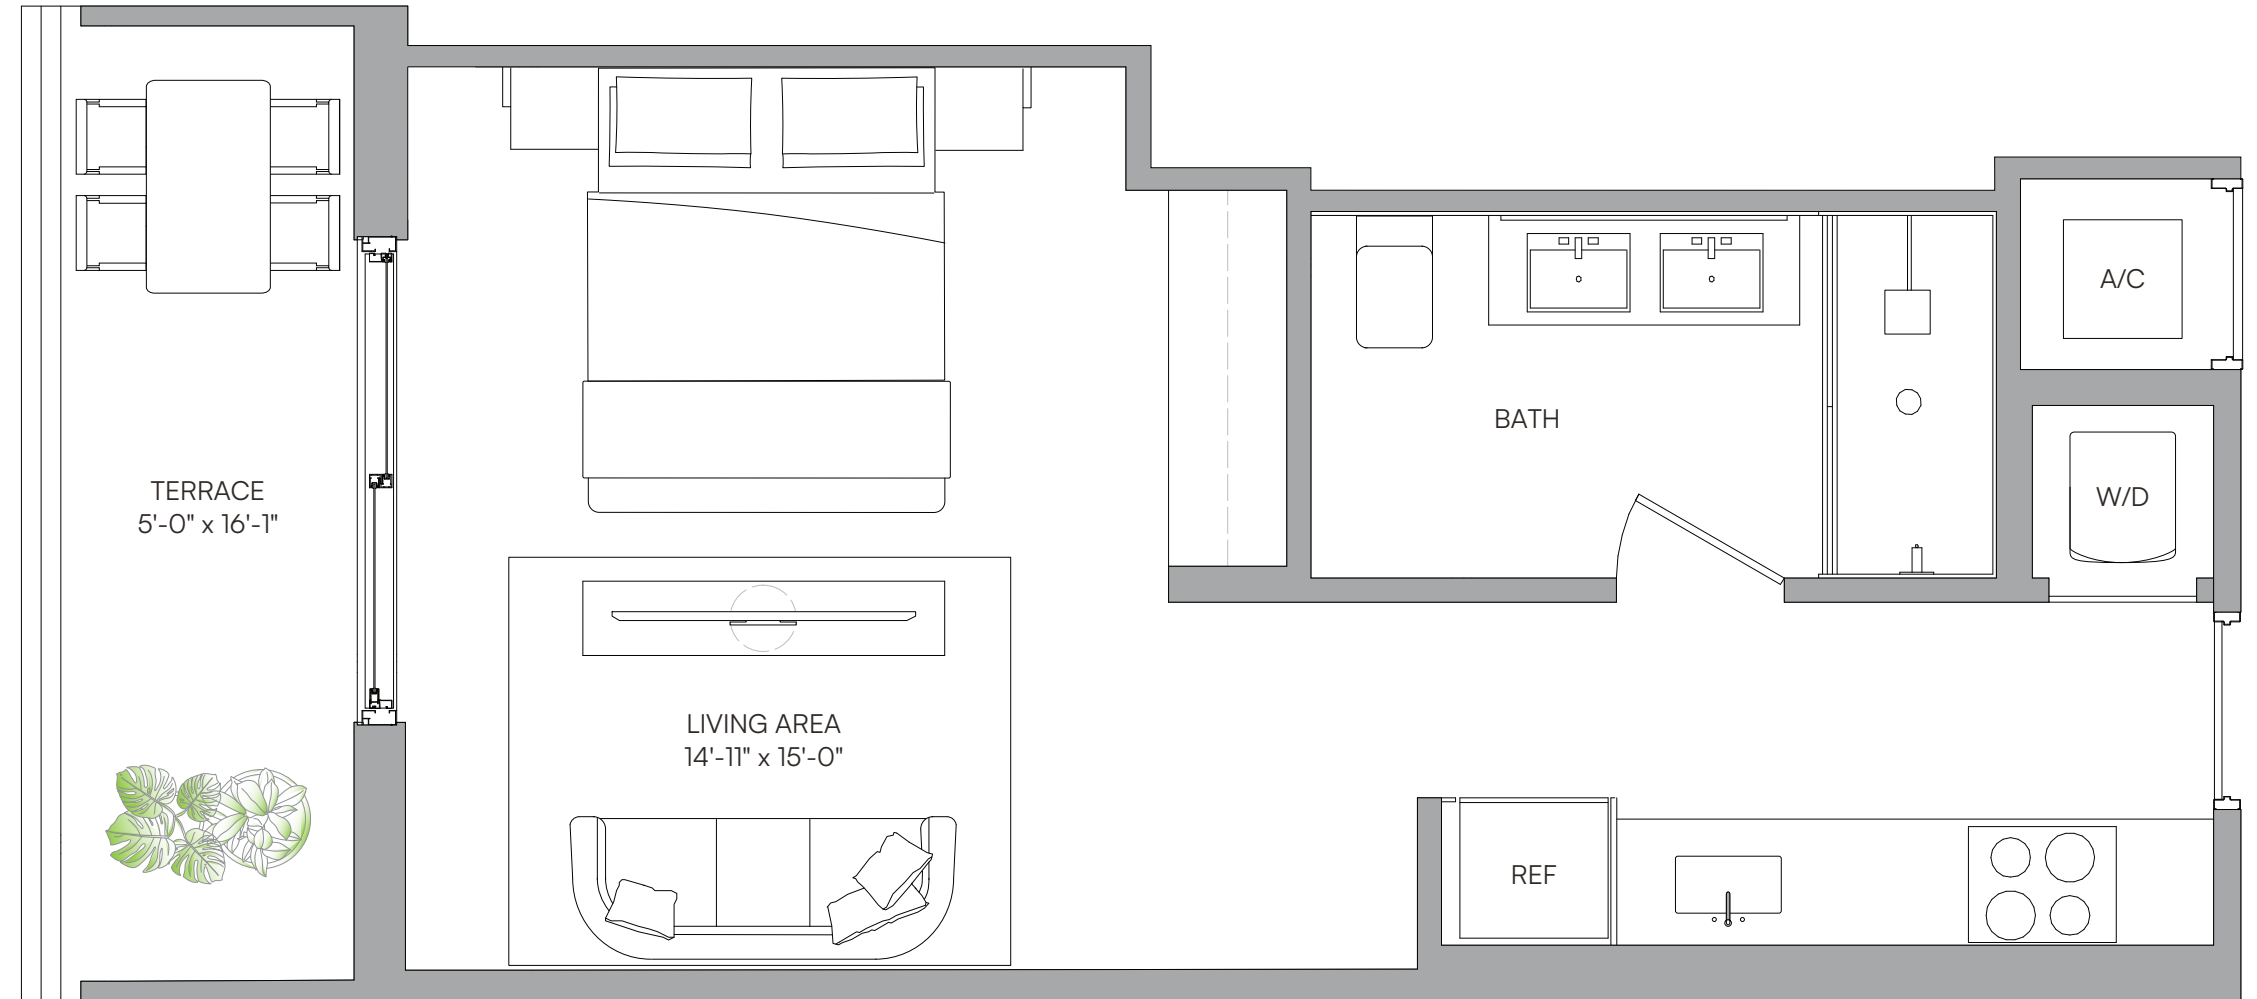 A/C
BATH
TERRACE
5'-0" x 16'-1"
W/D
LIVING AREA
14'-11" x 15'-0"
REF